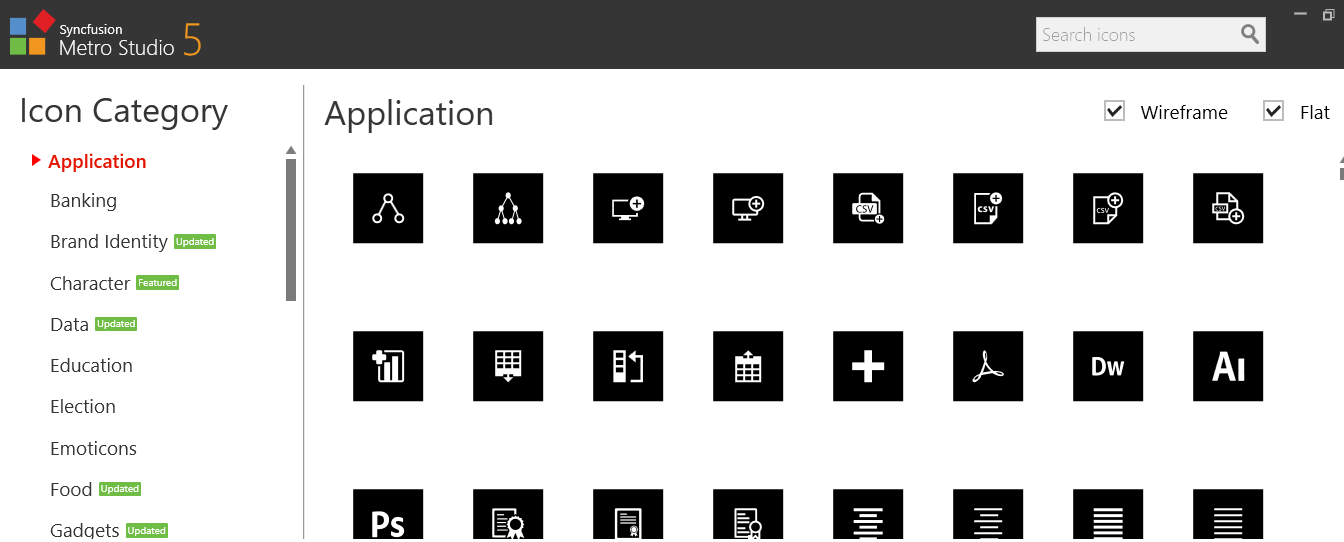 Syncfusion
Metro Studio 5
Search icons
Icon Category
Application
Banking
Brand Identity Updated
Character Featured
Data Updated
Education
Election
Emoticons
Food Updated
Gadgets Updated
Application
Wireframe
Flat
CSV
CSV
CSV
CSV
Dw
Ai
Ps